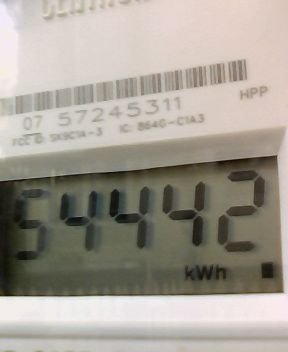 07 57245311
HPP
FCC ID: SK9C1A-3 IC: 864G-C1A3
54442
kWh